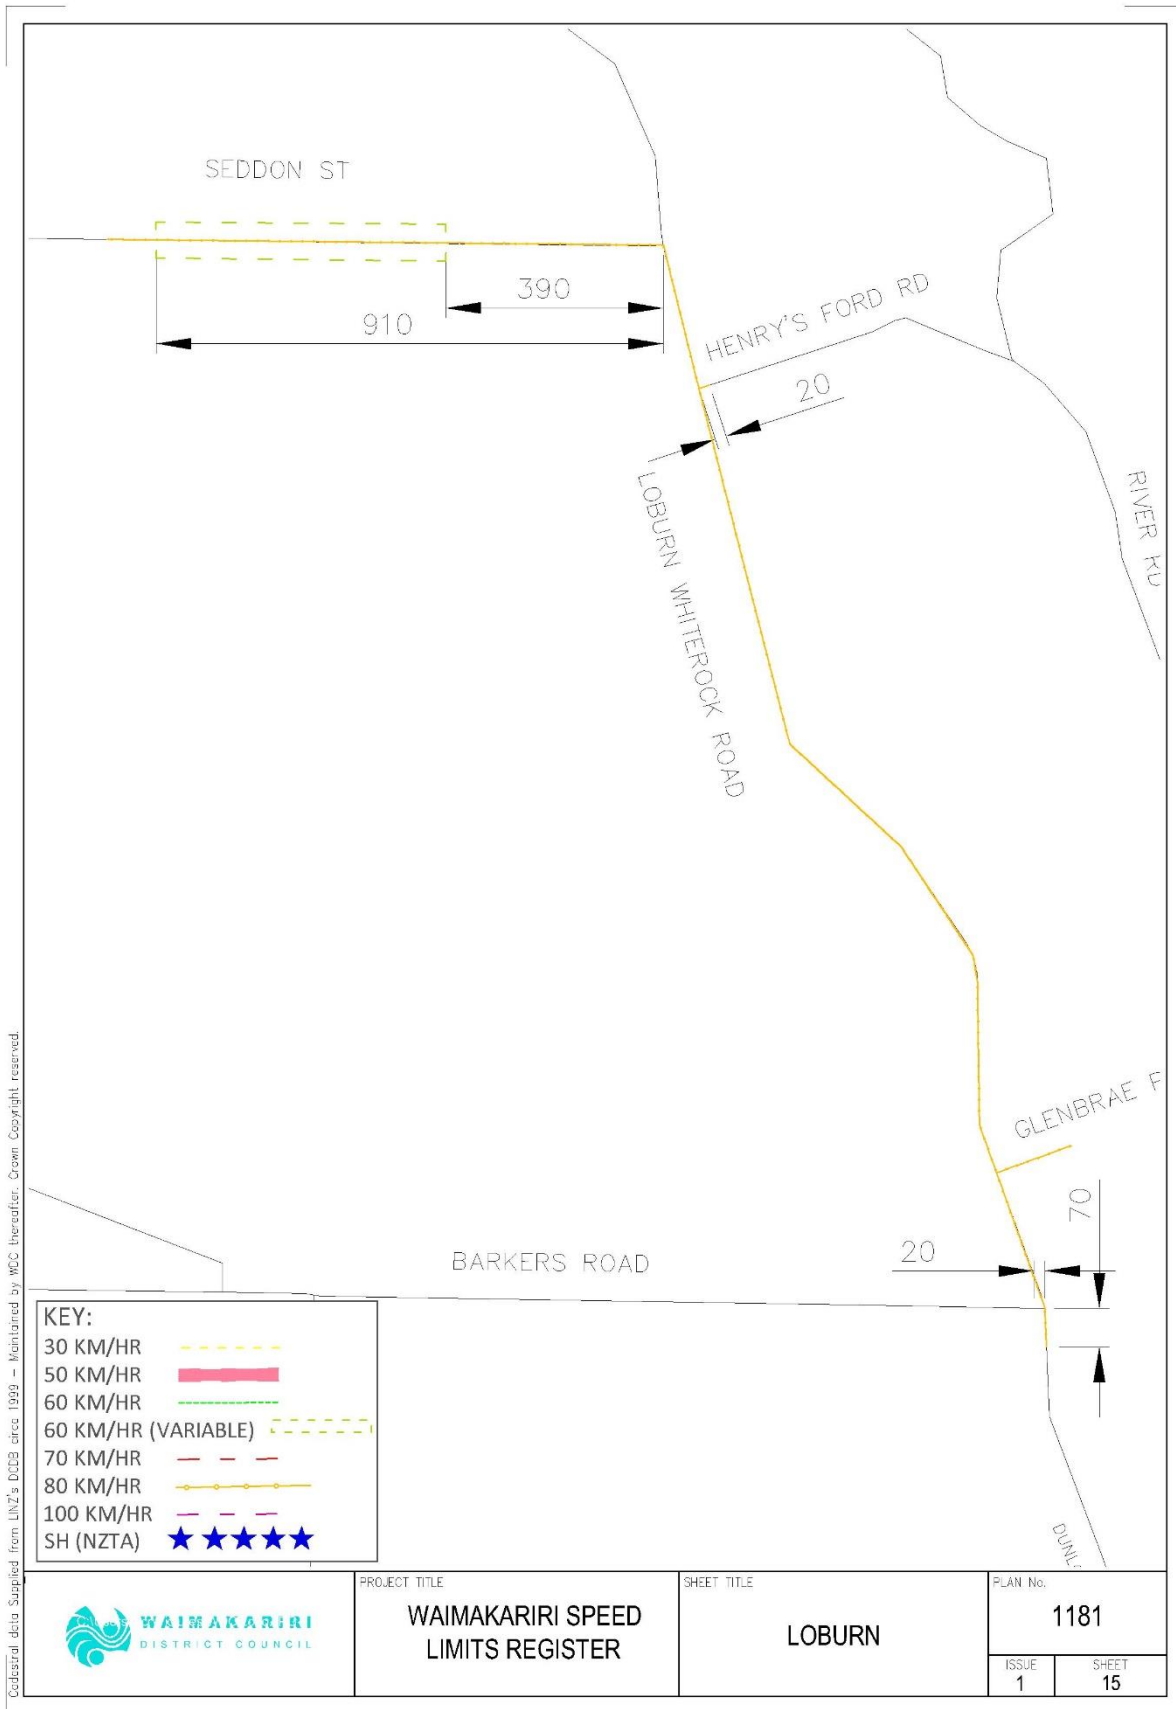 SEDDON ST
390
910
HENRY'S FORD RD
20
LOBURN WHITEROCK ROAD
RIVER RD
GLENBRAE
70
20
BARKERS ROAD
KEY:
30 KM/HR
50 KM/HR
60 KM/HR
60 KM/HR (VARIABLE)
70 KM/HR
80 KM/HR
100 KM/HR
SH (NZTA)
Cadastral data Supplied from LINZ's DCDB circa 1999 – Maintained by WDC thereafter. Crown Copyright reserved.
WAIMAKARIRI
DISTRICT COUNCIL
PROJECT TITLE
WAIMAKARIRI SPEED
LIMITS REGISTER
SHEET TITLE
LOBURN
PLAN No.
1181
ISSUE
1
SHEET
15